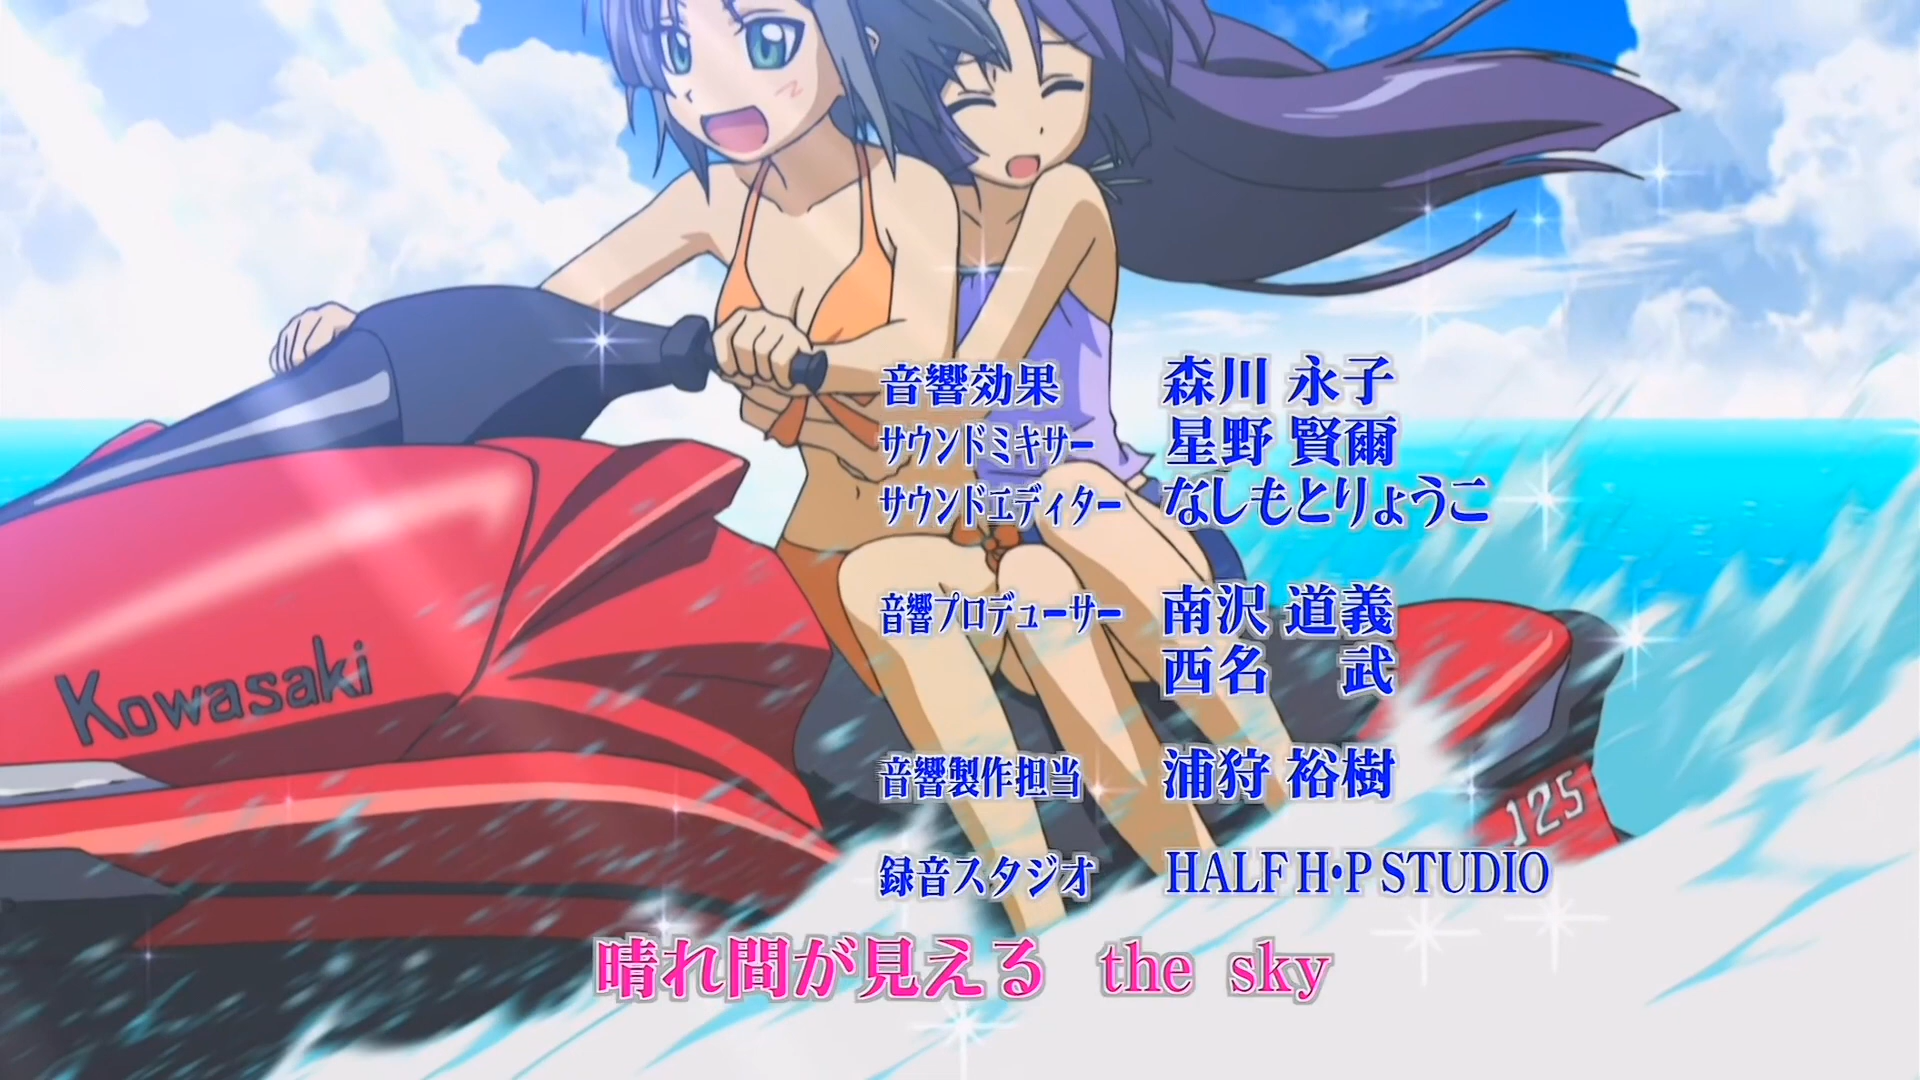 音響効果 森川 永子
サウンドミキサー 星野 賢爾
サウンドエディター なしもとりょうこ
音響プロデューサー 南沢 道義
西名 武
音響製作担当 浦狩 裕樹
録音スタジオ HALF H・P STUDIO
Kowasaki
125
晴れ間が見える the sky